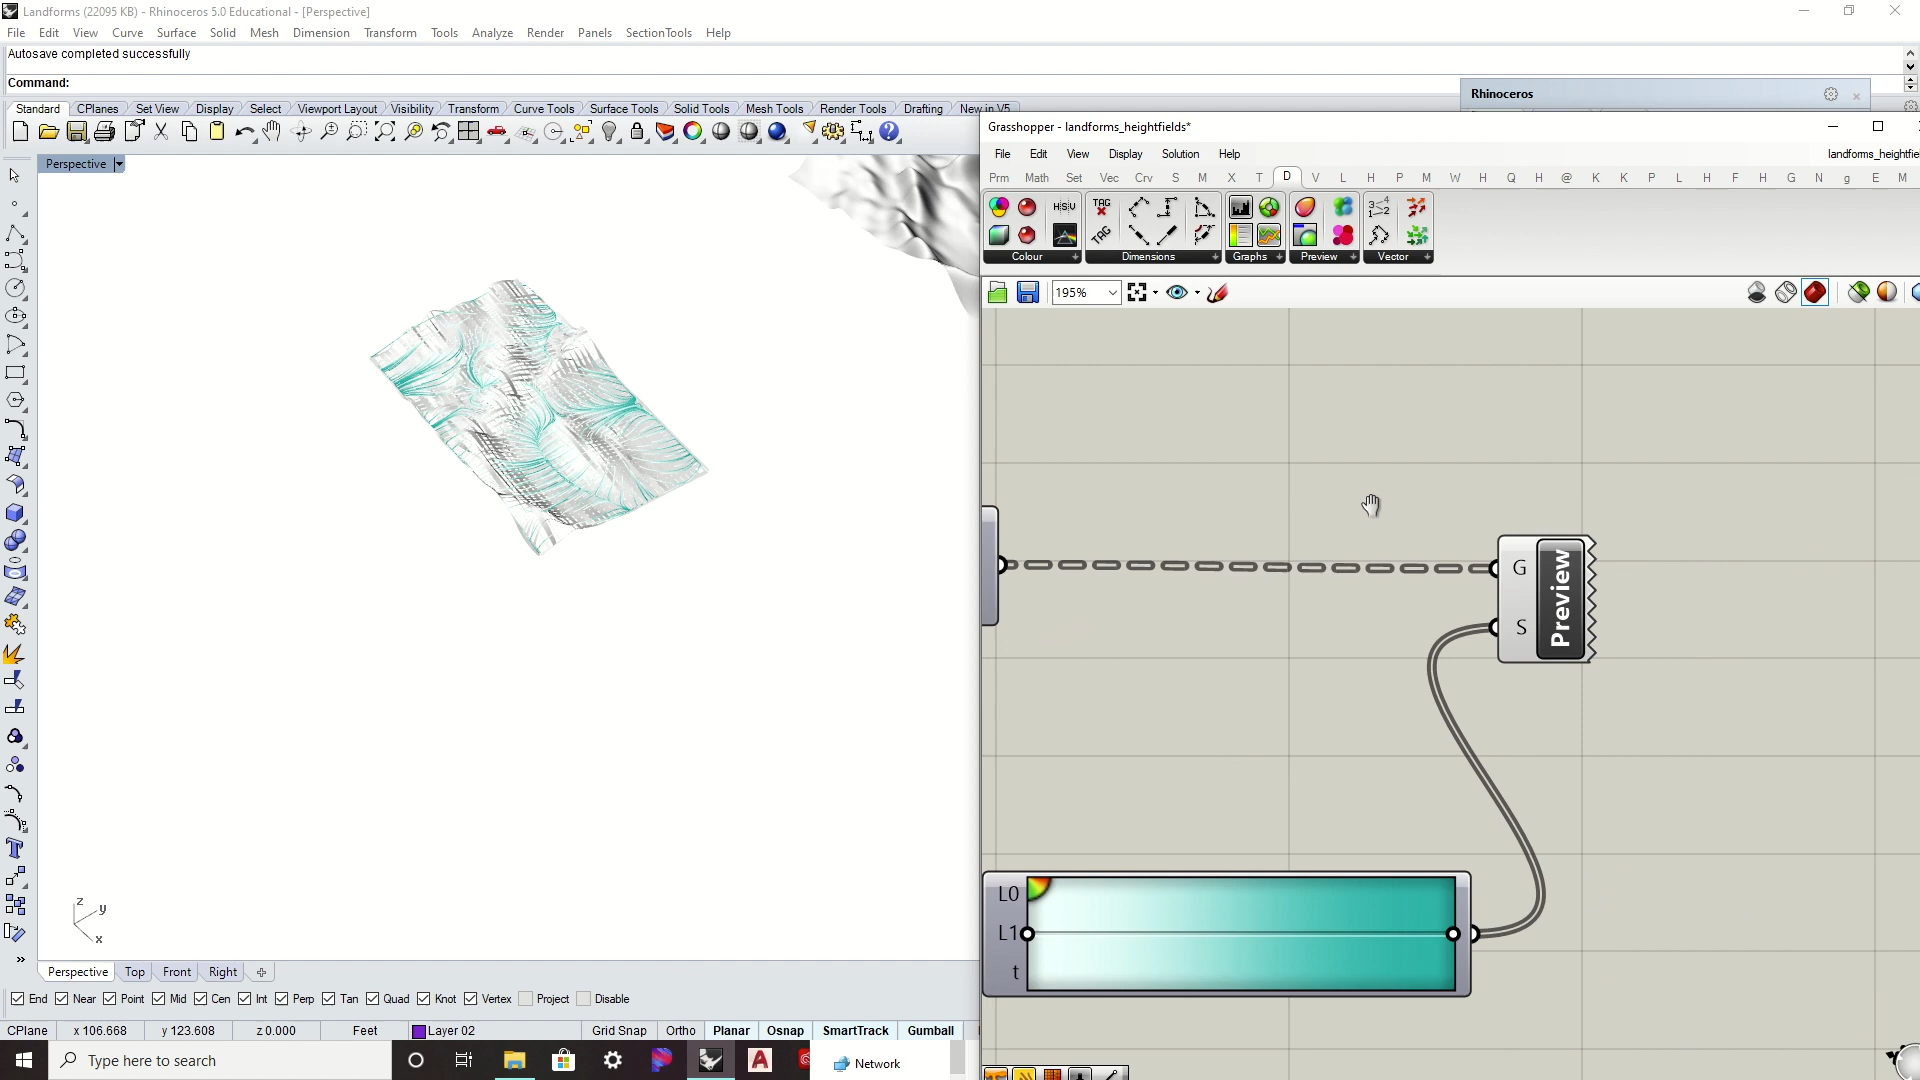 Landforms (22095 KB) - Rhinoceros 5.0 Educational - [Perspective]
File Edit View Curve Surface Solid Mesh Dimension Transform Tools Analyze Render Panels SectionTools Help
Autosave completed successfully
Command:
Rhinoceros
Standard CPlanes Set View Display Select Viewport Layout Visibility Transform Curve Tools Surface Tools Solid Tools Mesh Tools Render Tools Drafting New in V5
Grasshopper - landforms_heightfields*
File Edit View Display Solution Help
landforms_heightfie
Perspective
Prm Math Set Vec Crv S M X T D V L H P M W H Q H @ K K P L H F H G N g E M
H·S·V
TAG
TAG
Colour Dimensions Graphs Preview Vector
195%
G
S
Preview
L0
L1
t
z
y
x
Perspective Top Front Right
End Near Point Mid Cen Int Perp Tan Quad Knot Vertex Project Disable
CPlane x 106.668 y 123.608 z 0.000 Feet Layer 02 Grid Snap Ortho Planar Osnap SmartTrack Gumball
Type here to search
Network